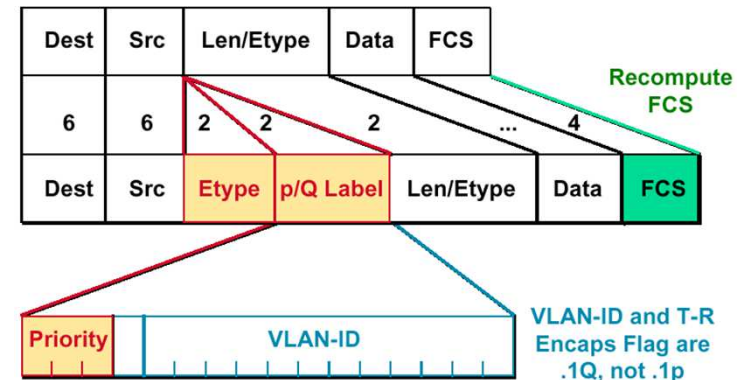 Dest Src Len/Etype Data FCS
Recompute
FCS
6 6 2 2 2 ... 4
Dest Src Etype p/Q Label Len/Etype Data FCS
Priority VLAN-ID
VLAN-ID and T-R
Encaps Flag are
.1Q, not .1p